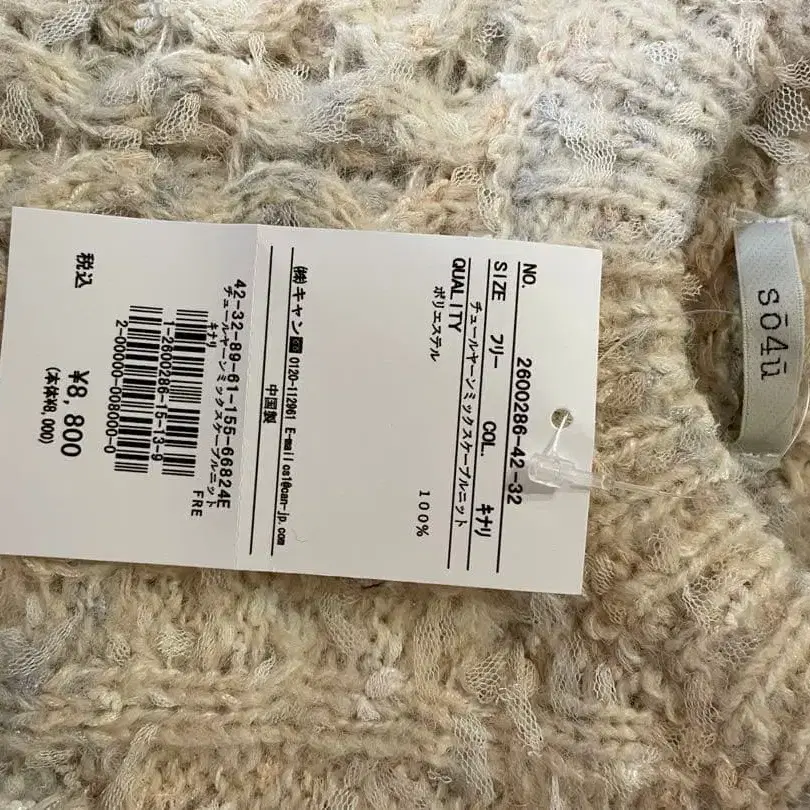 NO. 2600286-42-32
SIZE フリー COL. キナリ
チュールヤーンミックスケーブルニット
QUALITY
ポリエステル 100%
㈱キャン 0120-112961 E-mail cs1@can-jp.com
中国製
42-32-89-61-155-66824E
チュールヤーンミックスケーブルニット
キナリ FRE
1-2600286-15-13-9
2-00000-008000-0
税込 ¥8,800
(本体¥8,000)
sō4ū